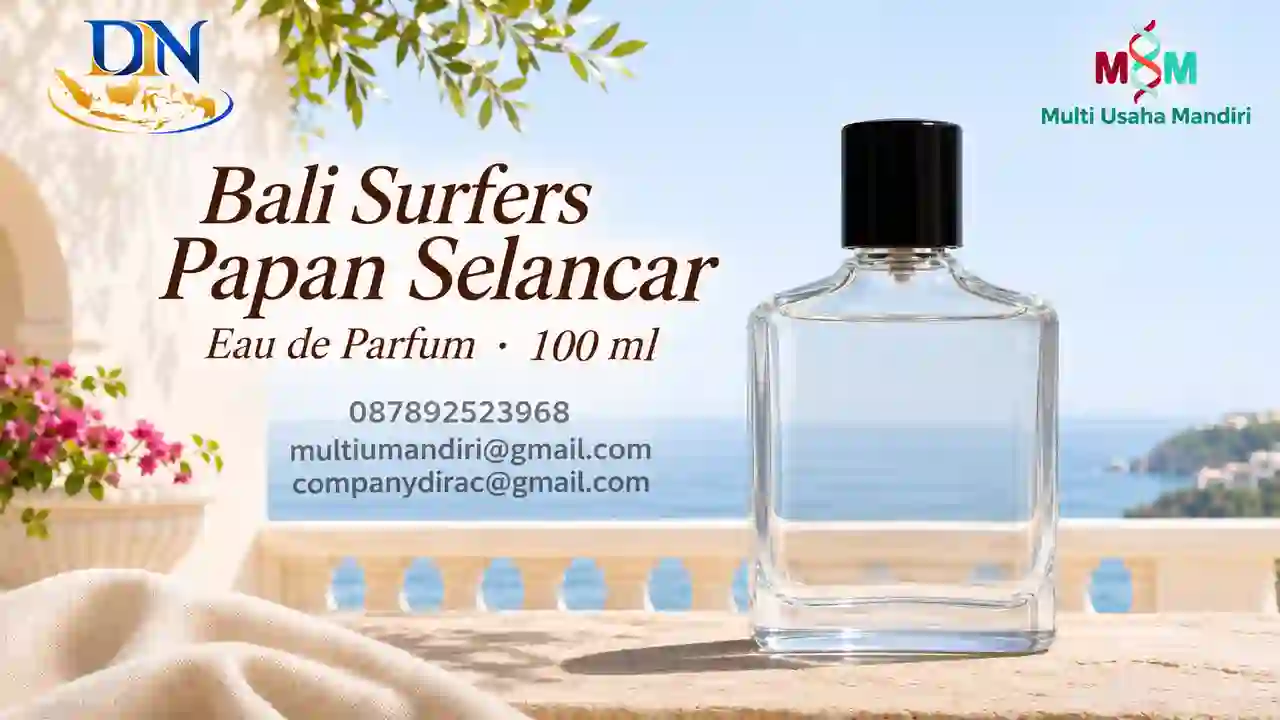 DIN
MSM
Multi Usaha Mandiri
Bali Surfers
Papan Selancar
Eau de Parfum · 100 ml
087892523968
multiumandiri@gmail.com
companydirac@gmail.com